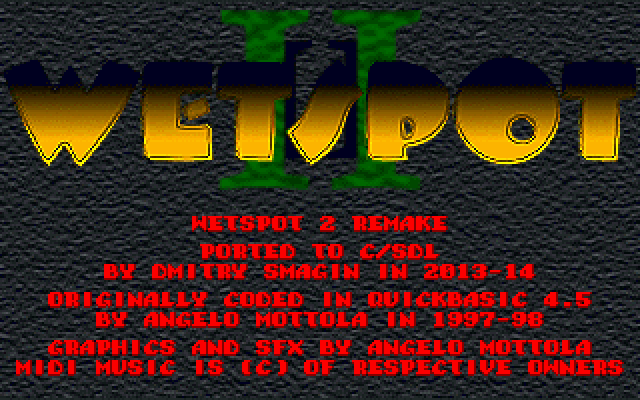 II
WETSPOT
WETSPOT 2 REMAKE
PORTED TO C/SDL
BY DMITRY SMAGIN IN 2013-14
ORIGINALLY CODED IN QUICKBASIC 4.5
BY ANGELO MOTTOLA IN 1997-98
GRAPHICS AND SFX BY ANGELO MOTTOLA
MIDI MUSIC IS (C) OF RESPECTIVE OWNERS